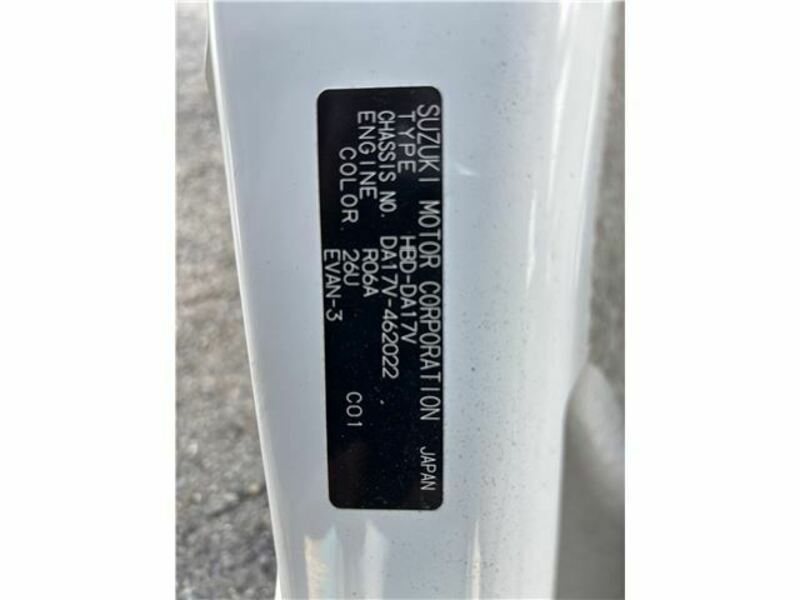 SUZUKI MOTOR CORPORATION JAPAN
TYPE HBD-DA17V
CHASSIS NO. DA17V-462022
ENGINE R06A
COLOR 26U
EVAN-3 C01